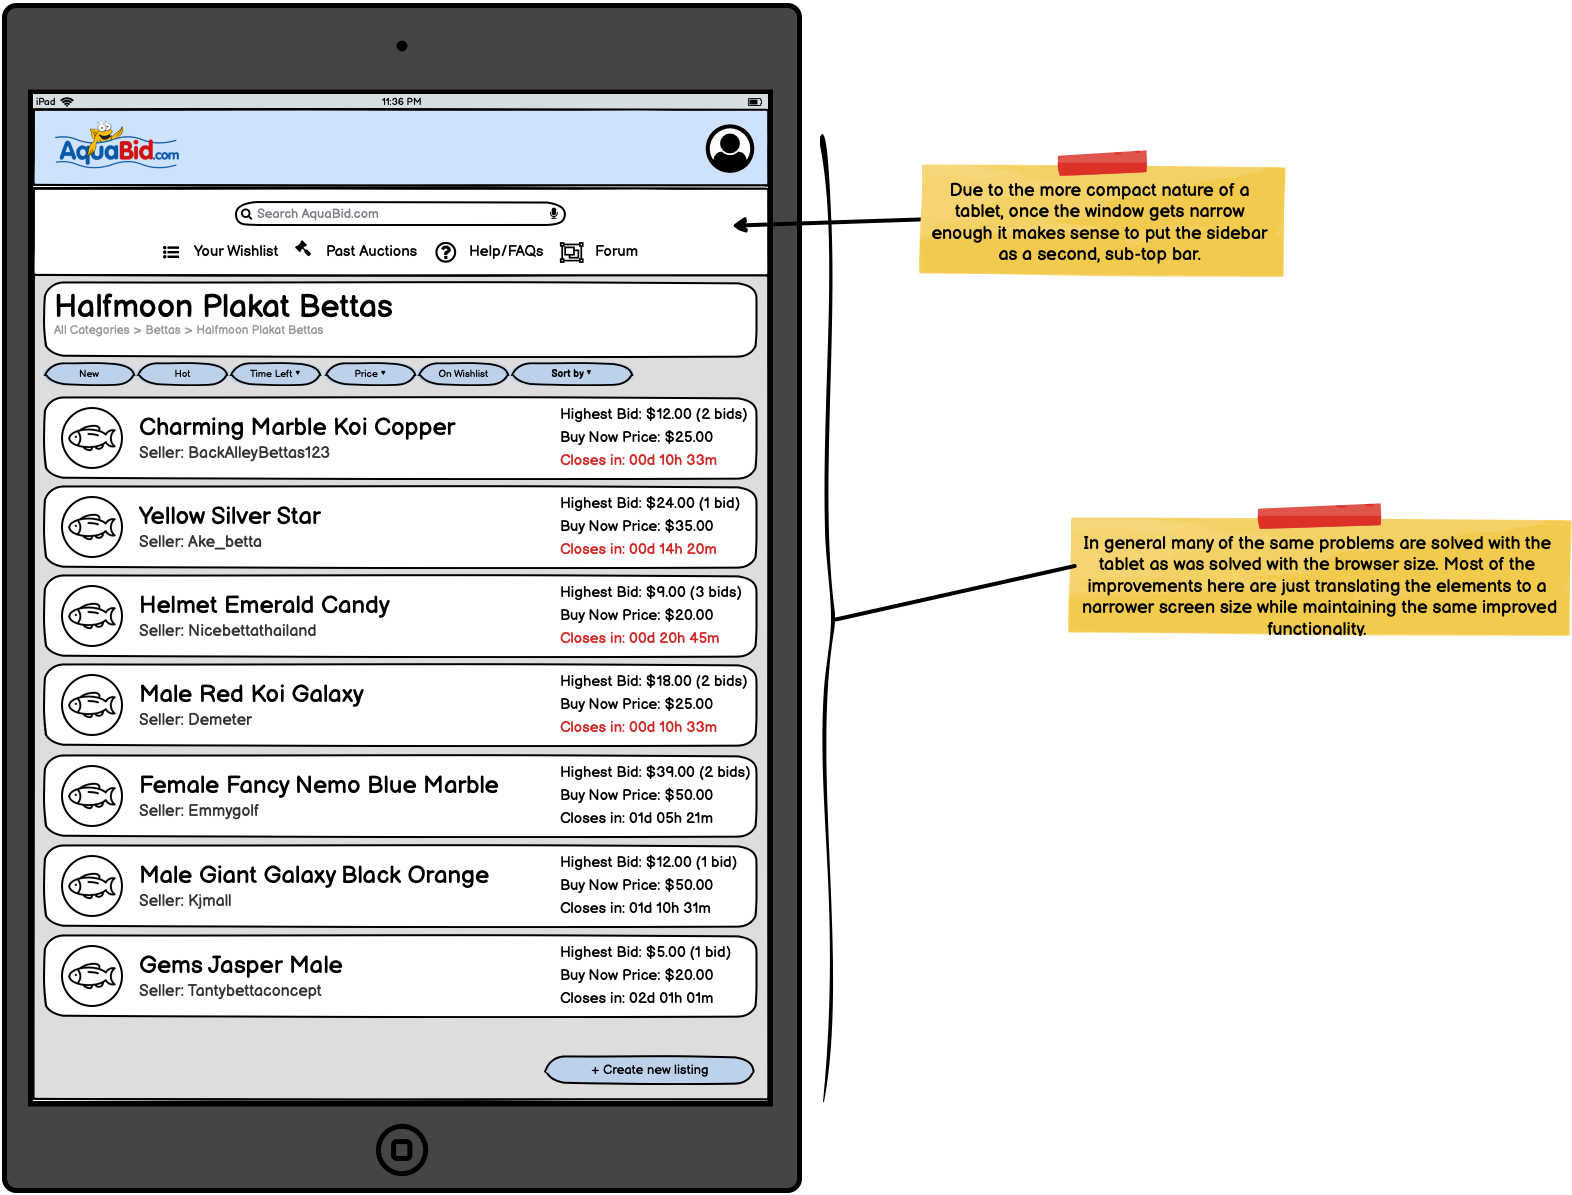 iPad
11:36 PM
AquaBid.com
Search AquaBid.com
Your Wishlist Past Auctions Help/FAQs Forum
Halfmoon Plakat Bettas
All Categories > Bettas > Halfmoon Plakat Bettas
New Hot Time Left ▾ Price ▾ On Wishlist Sort by ▾
Charming Marble Koi Copper
Seller: BackAlleyBettas123
Highest Bid: $12.00 (2 bids)
Buy Now Price: $25.00
Closes in: 00d 10h 33m
Yellow Silver Star
Seller: Ake_betta
Highest Bid: $24.00 (1 bid)
Buy Now Price: $35.00
Closes in: 00d 14h 20m
Helmet Emerald Candy
Seller: Nicebettathailand
Highest Bid: $9.00 (3 bids)
Buy Now Price: $20.00
Closes in: 00d 20h 45m
Male Red Koi Galaxy
Seller: Demeter
Highest Bid: $18.00 (2 bids)
Buy Now Price: $25.00
Closes in: 00d 10h 33m
Female Fancy Nemo Blue Marble
Seller: Emmygolf
Highest Bid: $39.00 (2 bids)
Buy Now Price: $50.00
Closes in: 01d 05h 21m
Male Giant Galaxy Black Orange
Seller: Kjmall
Highest Bid: $12.00 (1 bid)
Buy Now Price: $50.00
Closes in: 01d 10h 31m
Gems Jasper Male
Seller: Tantybettaconcept
Highest Bid: $5.00 (1 bid)
Buy Now Price: $20.00
Closes in: 02d 01h 01m
+ Create new listing
Due to the more compact nature of a
tablet, once the window gets narrow
enough it makes sense to put the sidebar
as a second, sub-top bar.
In general many of the same problems are solved with the
tablet as was solved with the browser size. Most of the
improvements here are just translating the elements to a
narrower screen size while maintaining the same improved
functionality.